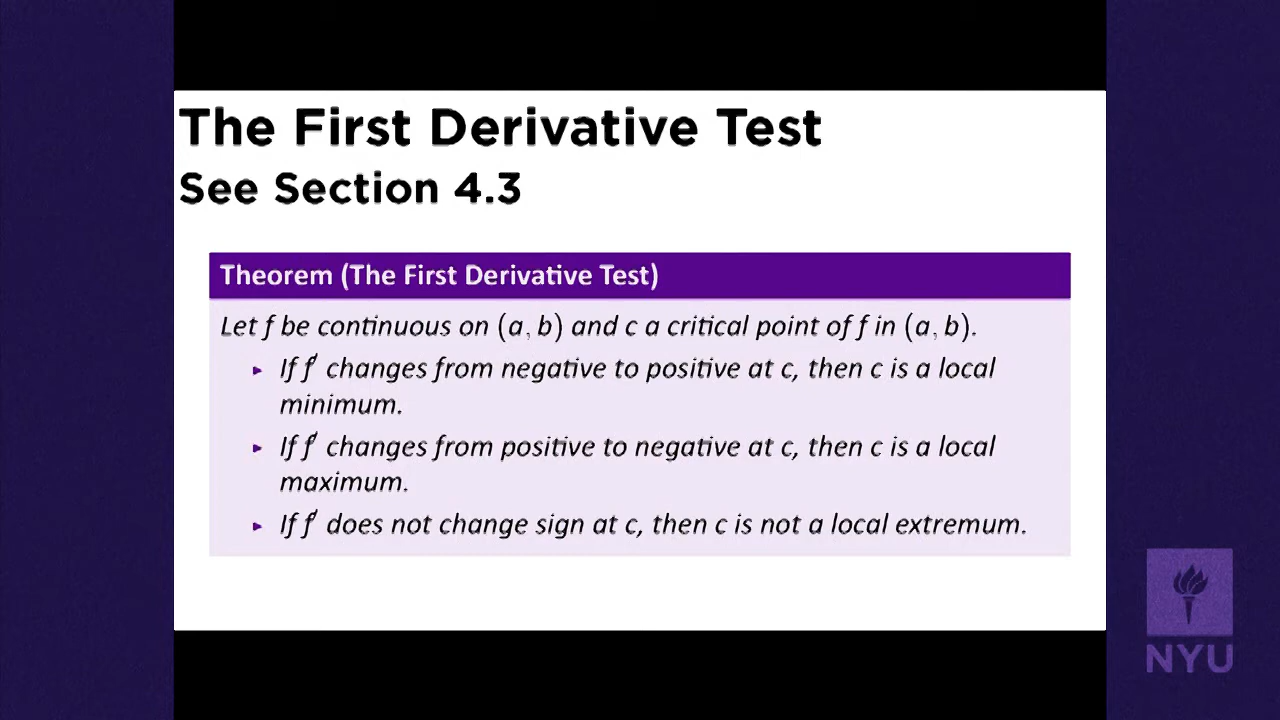 The First Derivative Test
See Section 4.3
Theorem (The First Derivative Test)
Let f be continuous on (a, b) and c a critical point of f in (a, b).
▸ If f′ changes from negative to positive at c, then c is a local
minimum.
▸ If f′ changes from positive to negative at c, then c is a local
maximum.
▸ If f′ does not change sign at c, then c is not a local extremum.
NYU